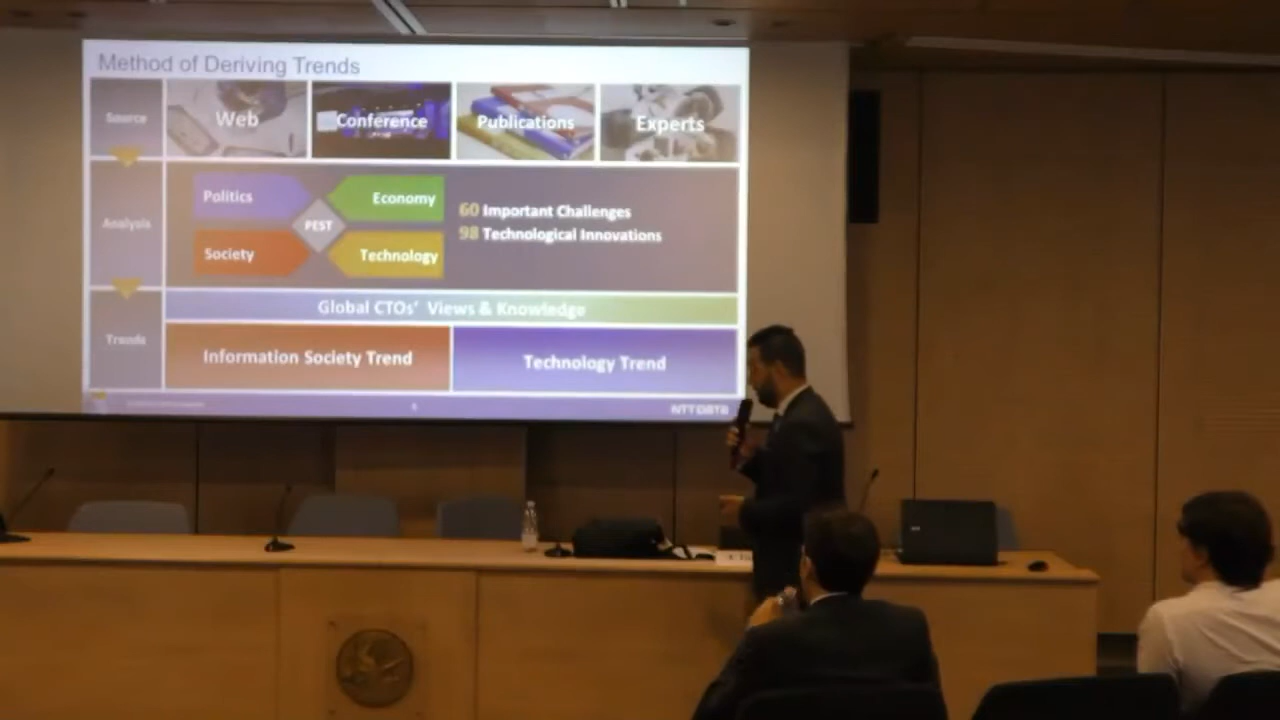 Method of Deriving Trends
Source
Web
Conference
Publications
Experts
Analysis
Politics
Economy
PEST
Society
Technology
60 Important Challenges
98 Technological Innovations
Global CTOs' Views & Knowledge
Trends
Information Society Trend
Technology Trend
NTT DATA